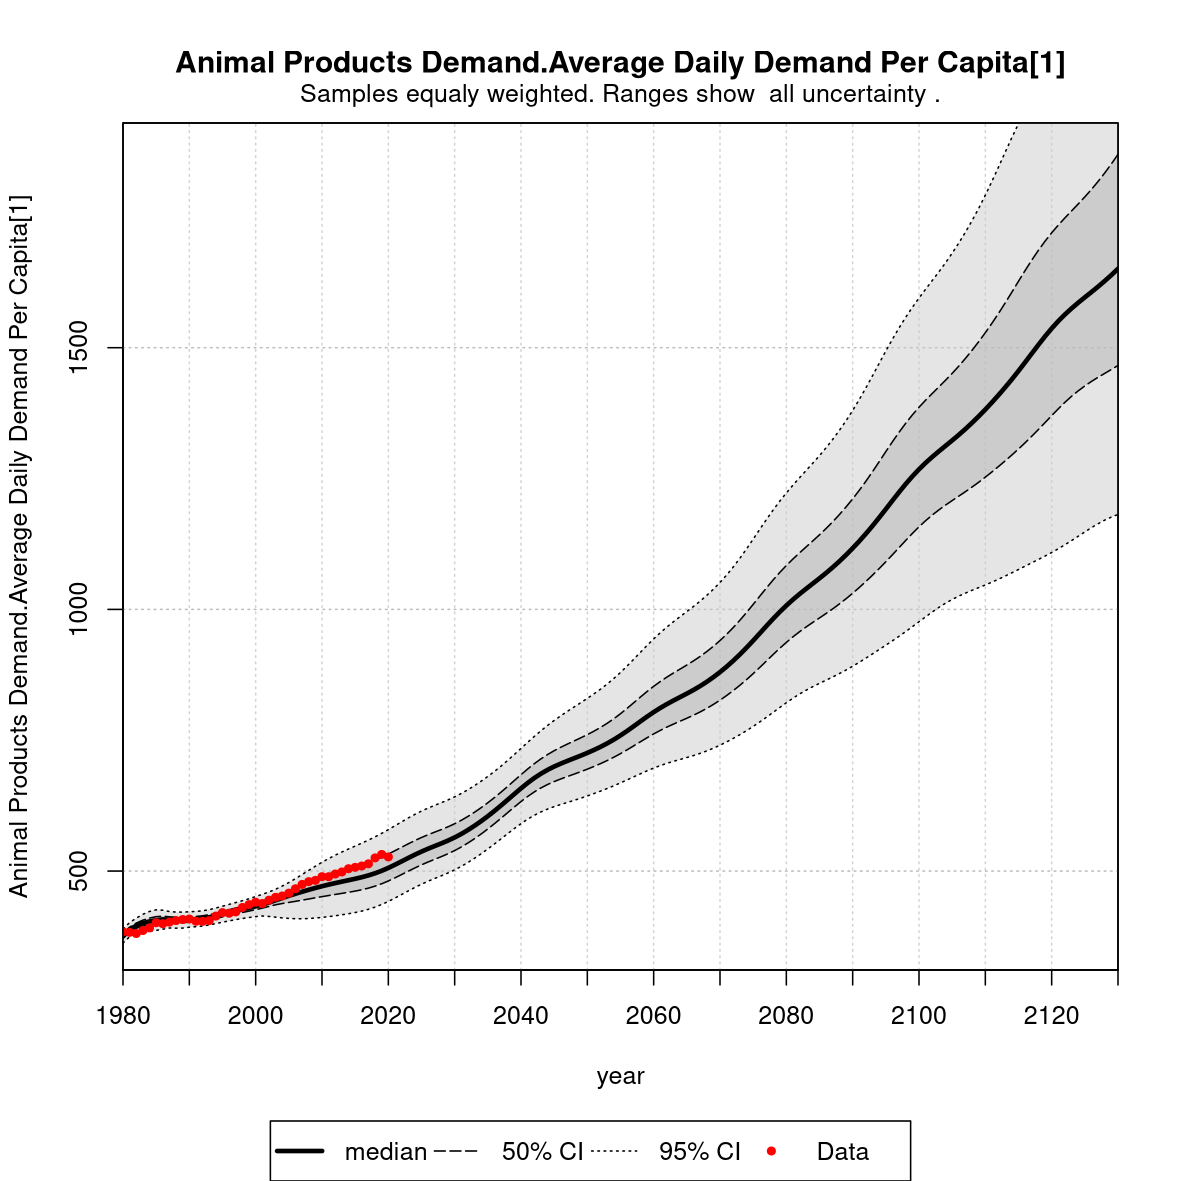 Animal Products Demand.Average Daily Demand Per Capita[1]
Samples equaly weighted. Ranges show  all uncertainty .
Animal Products Demand.Average Daily Demand Per Capita[1]
1500
1000
500
1980 2000 2020 2040 2060 2080 2100 2120
year
median 50% CI 95% CI Data